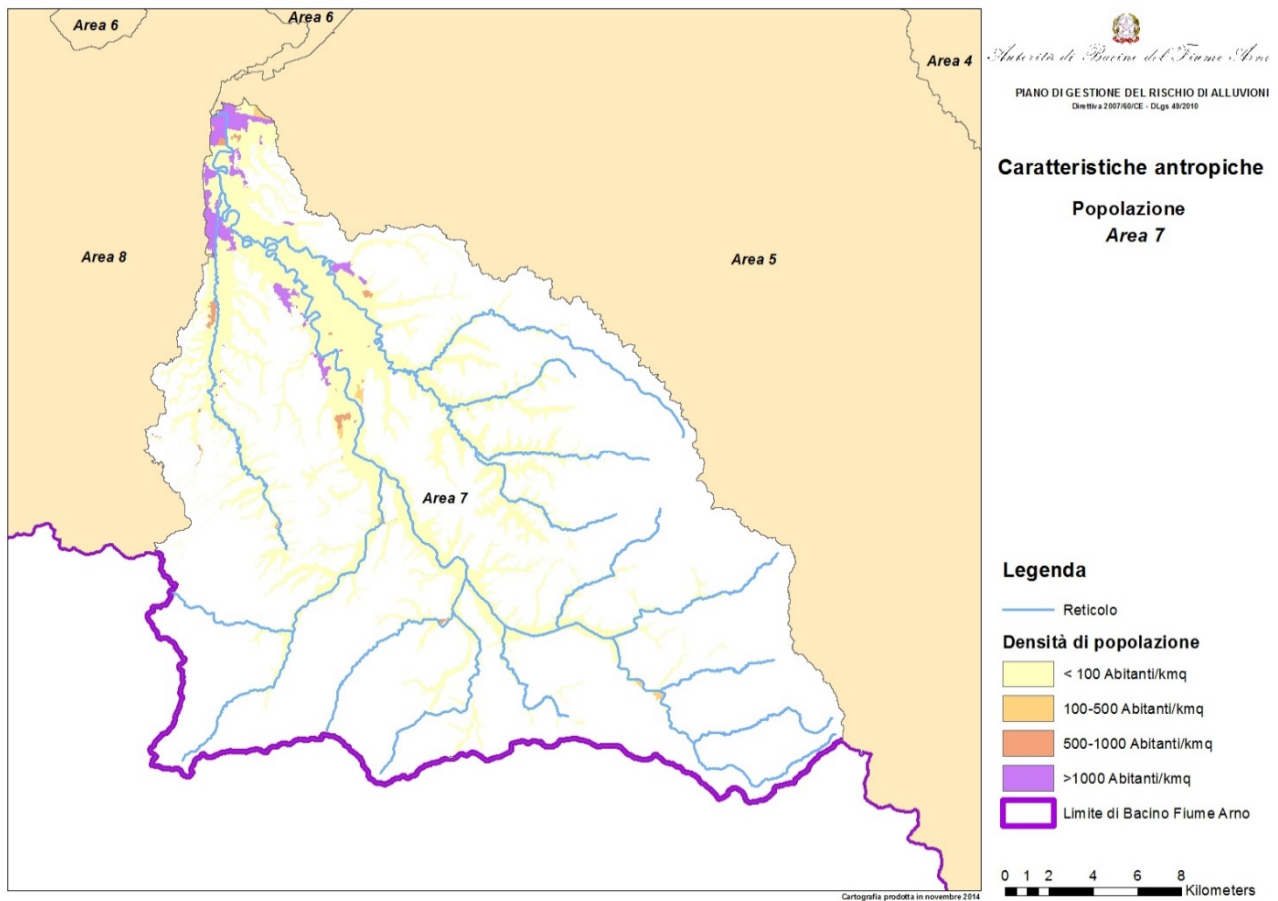 Area 6
Area 6
Area 4
Area 8
Area 5
Area 7
Autorità di Bacino del Fiume Arno
PIANO DI GESTIONE DEL RISCHIO DI ALLUVIONI
Direttiva 2007/60/CE - DLgs 49/2010
Caratteristiche antropiche
Popolazione
Area 7
Legenda
Reticolo
Densità di popolazione
< 100 Abitanti/kmq
100-500 Abitanti/kmq
500-1000 Abitanti/kmq
>1000 Abitanti/kmq
Limite di Bacino Fiume Arno
0 1 2 4 6 8
Kilometers
Cartografia prodotta in novembre 2014